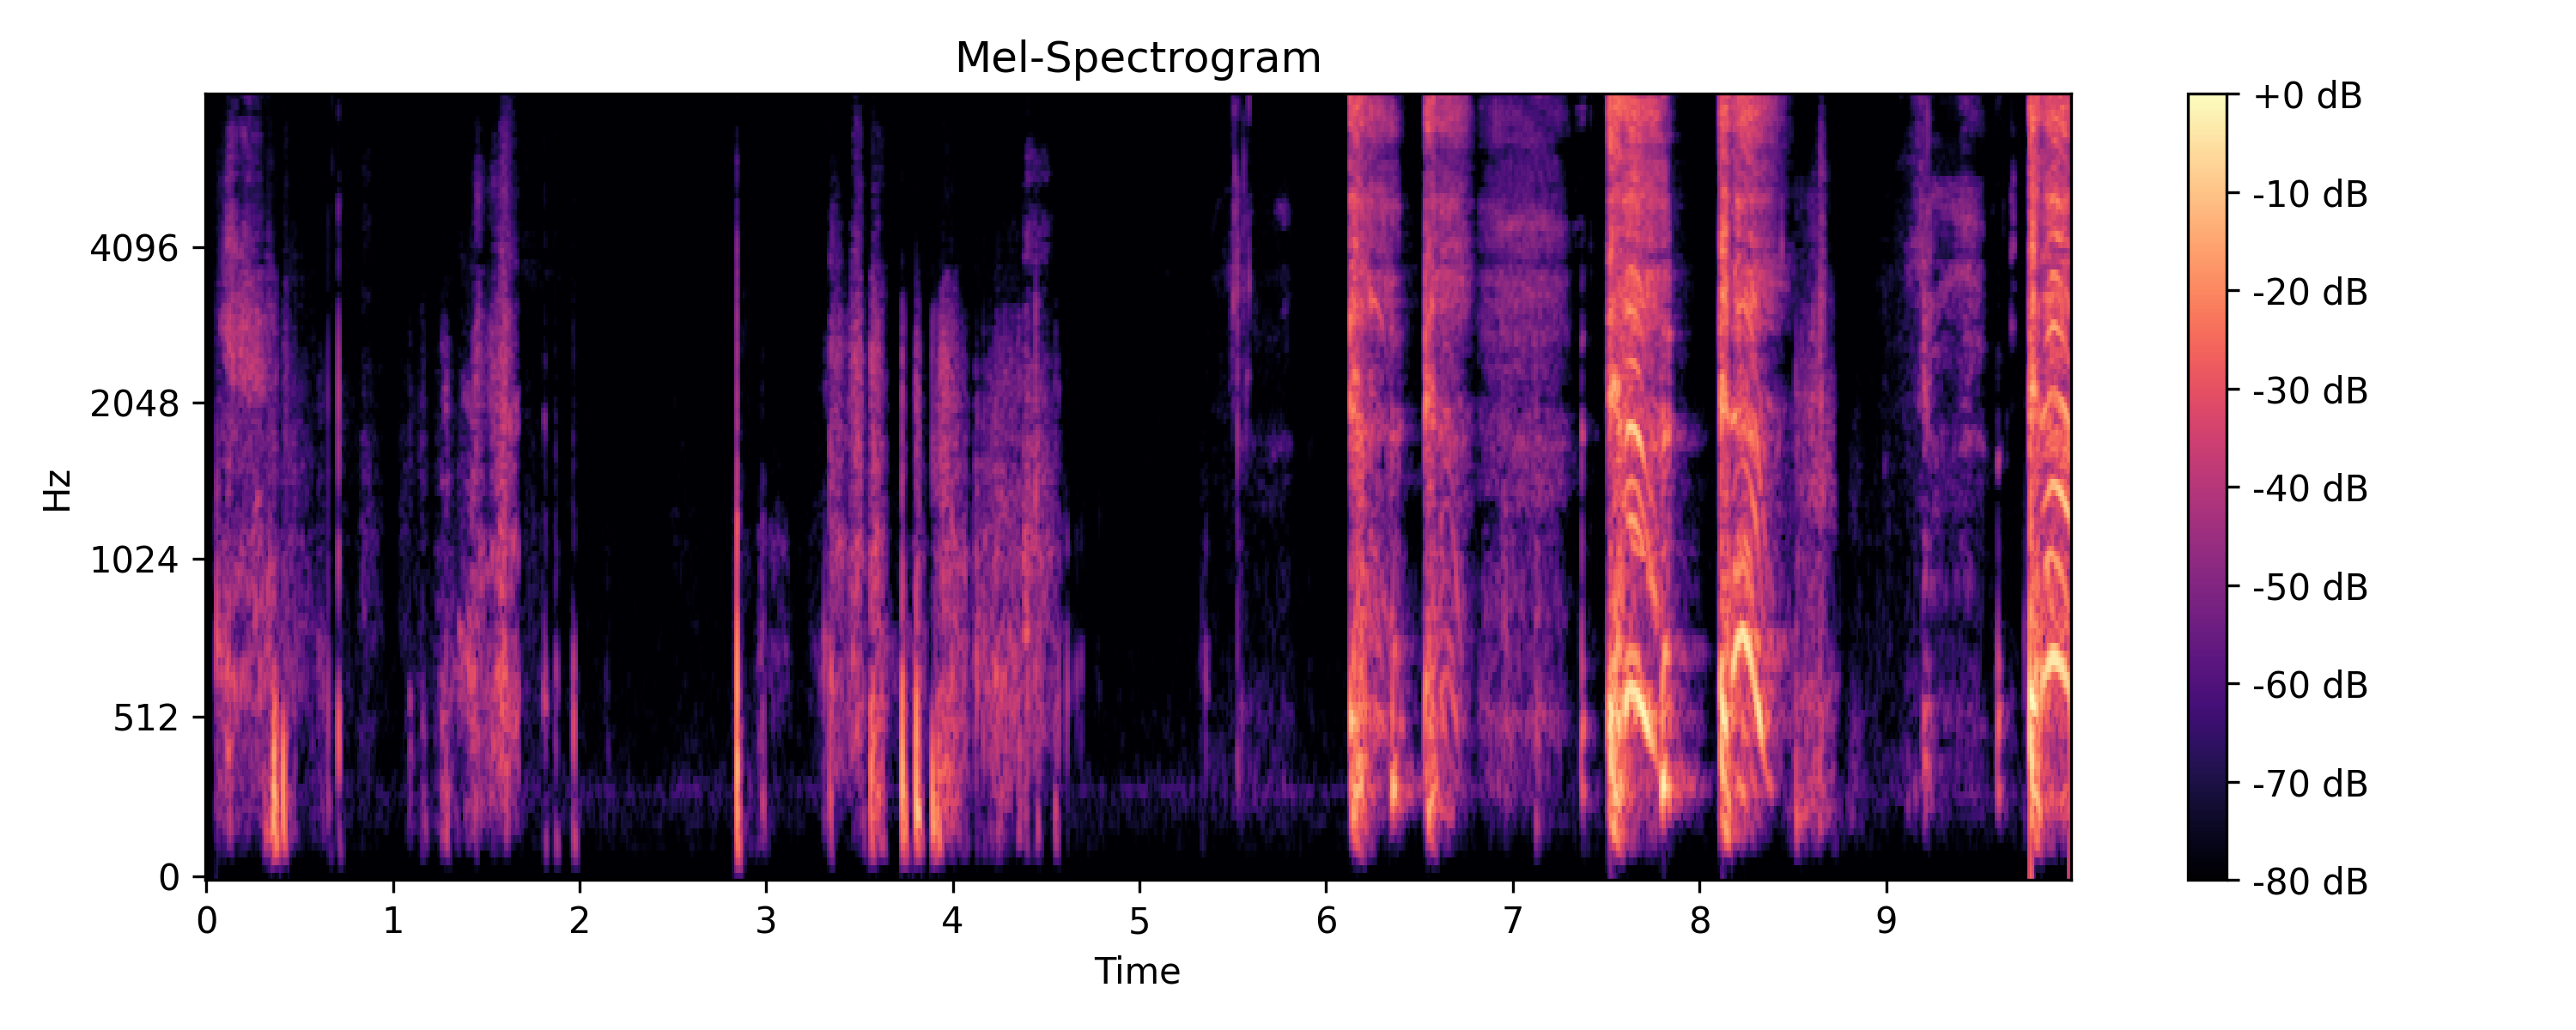 Mel-Spectrogram
+0 dB
-10 dB
-20 dB
-30 dB
-40 dB
-50 dB
-60 dB
-70 dB
-80 dB
4096
2048
1024
512
0
Hz
0 1 2 3 4 5 6 7 8 9
Time